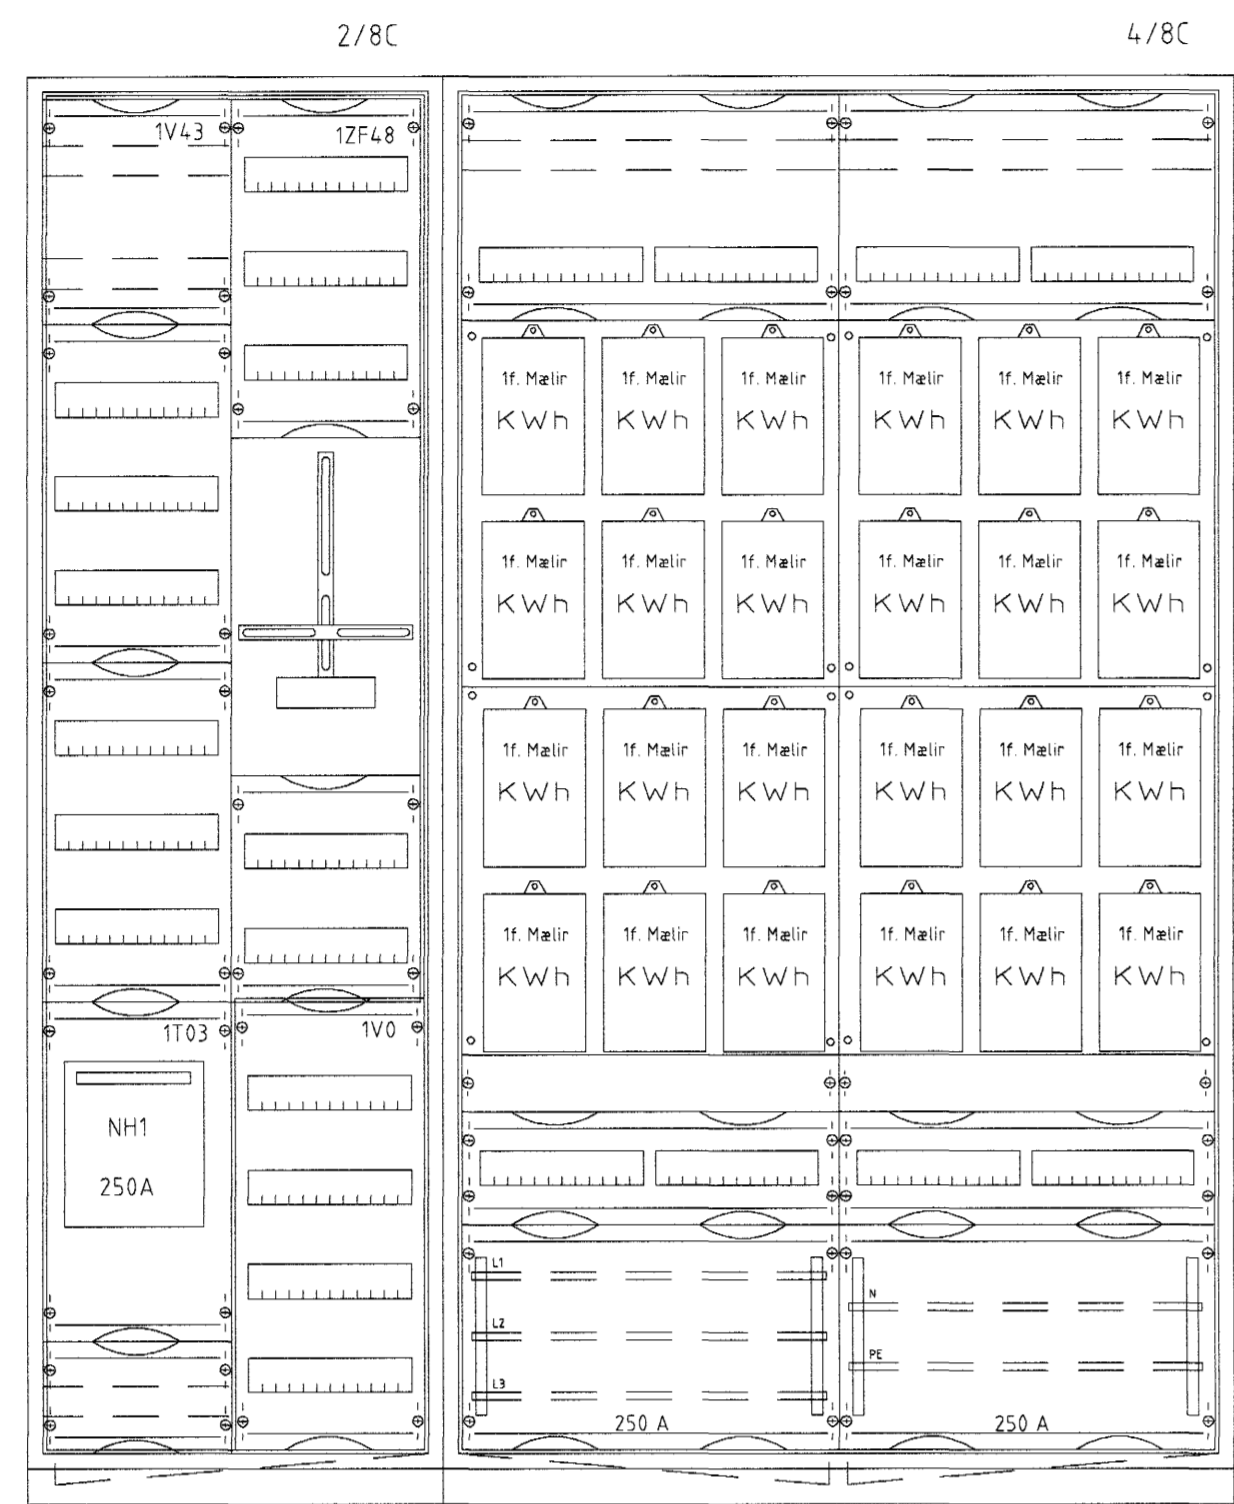 2/8C 4/8C
1V43 1ZF48
1f. Mælir 1f. Mælir 1f. Mælir 1f. Mælir 1f. Mælir 1f. Mælir
KWh KWh KWh KWh KWh KWh
1f. Mælir 1f. Mælir 1f. Mælir 1f. Mælir 1f. Mælir 1f. Mælir
KWh KWh KWh KWh KWh KWh
1f. Mælir 1f. Mælir 1f. Mælir 1f. Mælir 1f. Mælir 1f. Mælir
KWh KWh KWh KWh KWh KWh
1f. Mælir 1f. Mælir 1f. Mælir 1f. Mælir 1f. Mælir 1f. Mælir
KWh KWh KWh KWh KWh KWh
1T03 1V0
NH1
250A
L1
N
L2
PE
L3
250 A 250 A